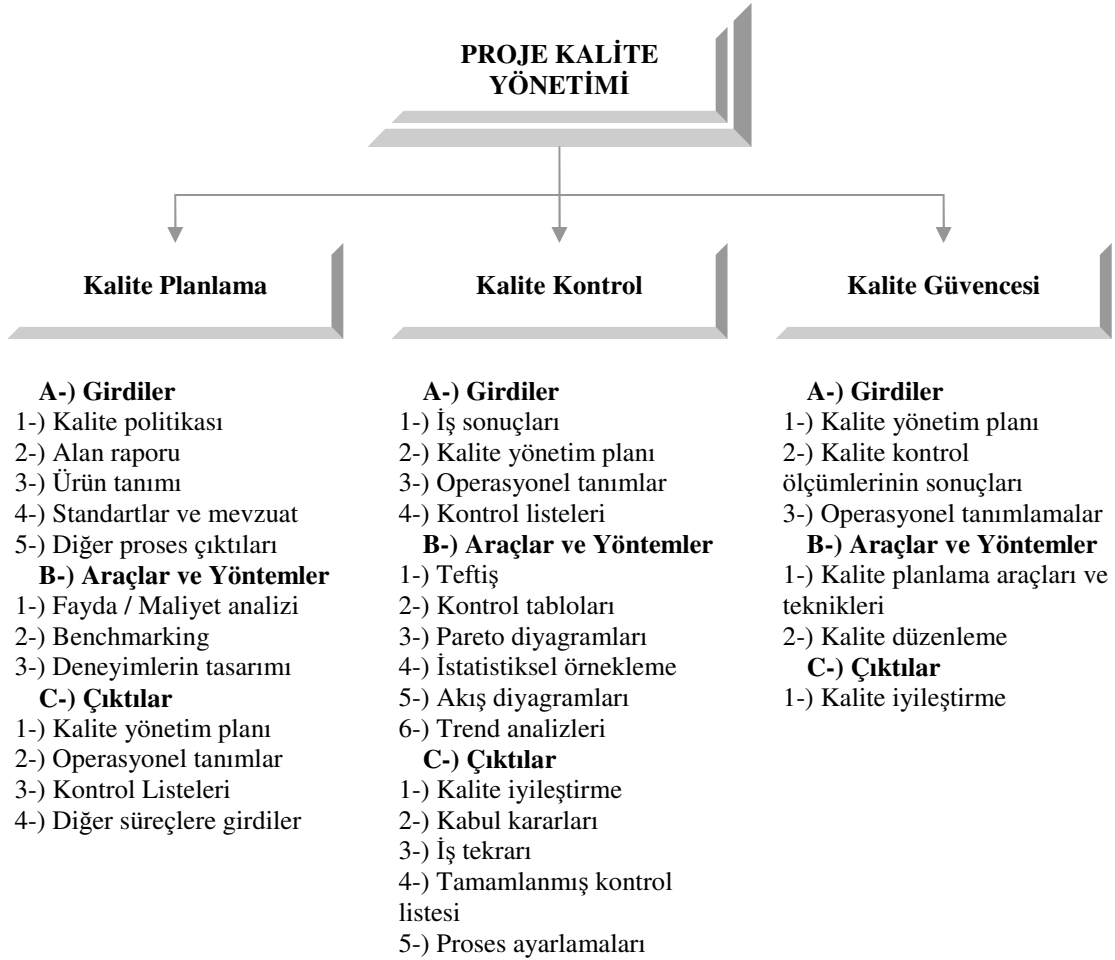 PROJE KALİTE
YÖNETİMİ
Kalite Planlama
A-) Girdiler
1-) Kalite politikası
2-) Alan raporu
3-) Ürün tanımı
4-) Standartlar ve mevzuat
5-) Diğer proses çıktıları
B-) Araçlar ve Yöntemler
1-) Fayda / Maliyet analizi
2-) Benchmarking
3-) Deneyimlerin tasarımı
C-) Çıktılar
1-) Kalite yönetim planı
2-) Operasyonel tanımlar
3-) Kontrol Listeleri
4-) Diğer süreçlere girdiler
Kalite Kontrol
A-) Girdiler
1-) İş sonuçları
2-) Kalite yönetim planı
3-) Operasyonel tanımlar
4-) Kontrol listeleri
B-) Araçlar ve Yöntemler
1-) Teftiş
2-) Kontrol tabloları
3-) Pareto diyagramları
4-) İstatistiksel örnekleme
5-) Akış diyagramları
6-) Trend analizleri
C-) Çıktılar
1-) Kalite iyileştirme
2-) Kabul kararları
3-) İş tekrarı
4-) Tamamlanmış kontrol
listesi
5-) Proses ayarlamaları
Kalite Güvencesi
A-) Girdiler
1-) Kalite yönetim planı
2-) Kalite kontrol
ölçümlerinin sonuçları
3-) Operasyonel tanımlamalar
B-) Araçlar ve Yöntemler
1-) Kalite planlama araçları ve
teknikleri
2-) Kalite düzenleme
C-) Çıktılar
1-) Kalite iyileştirme